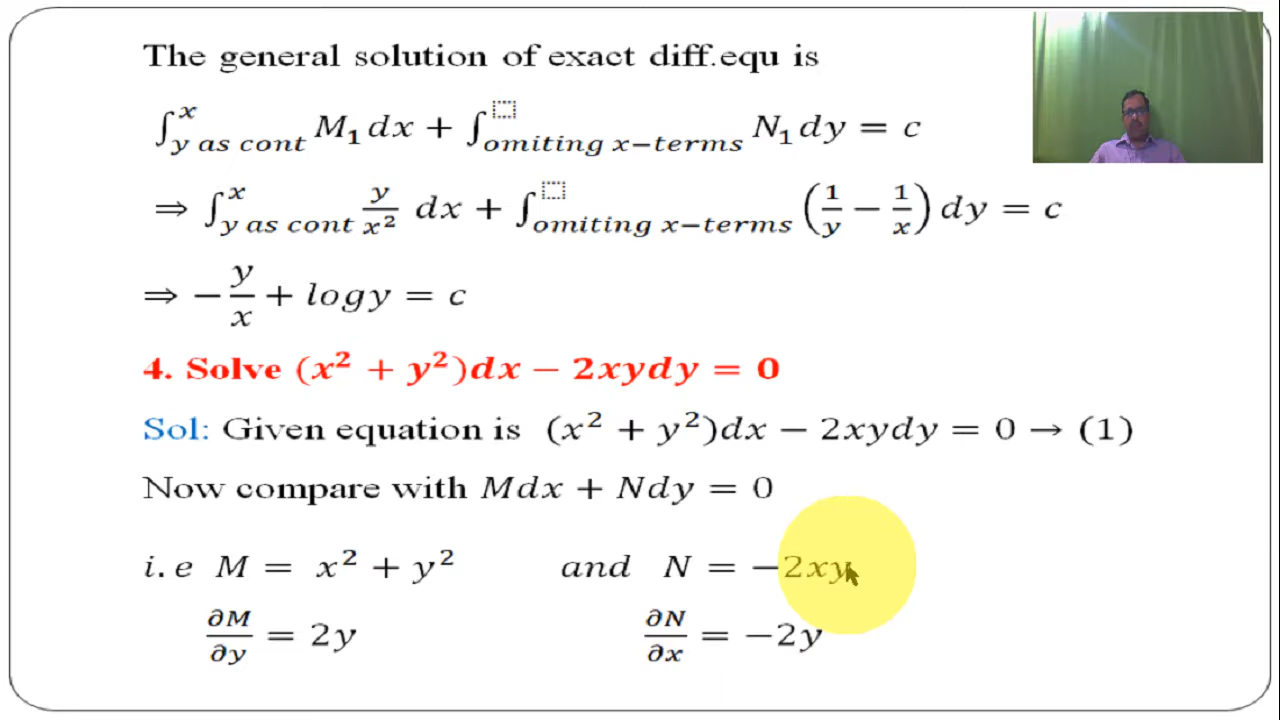 The general solution of exact diff.equ is
∫_{y as cont}^{x} M₁ dx + ∫_{omiting x−terms} N₁ dy = c
⇒ ∫_{y as cont}^{x} y/x² dx + ∫_{omiting x−terms} (1/y − 1/x) dy = c
⇒ −y/x + logy = c
4. Solve (x² + y²)dx − 2xydy = 0
Sol: Given equation is (x² + y²)dx − 2xydy = 0 → (1)
Now compare with Mdx + Ndy = 0
i.e M = x² + y² and N = −2xy
∂M/∂y = 2y ∂N/∂x = −2y